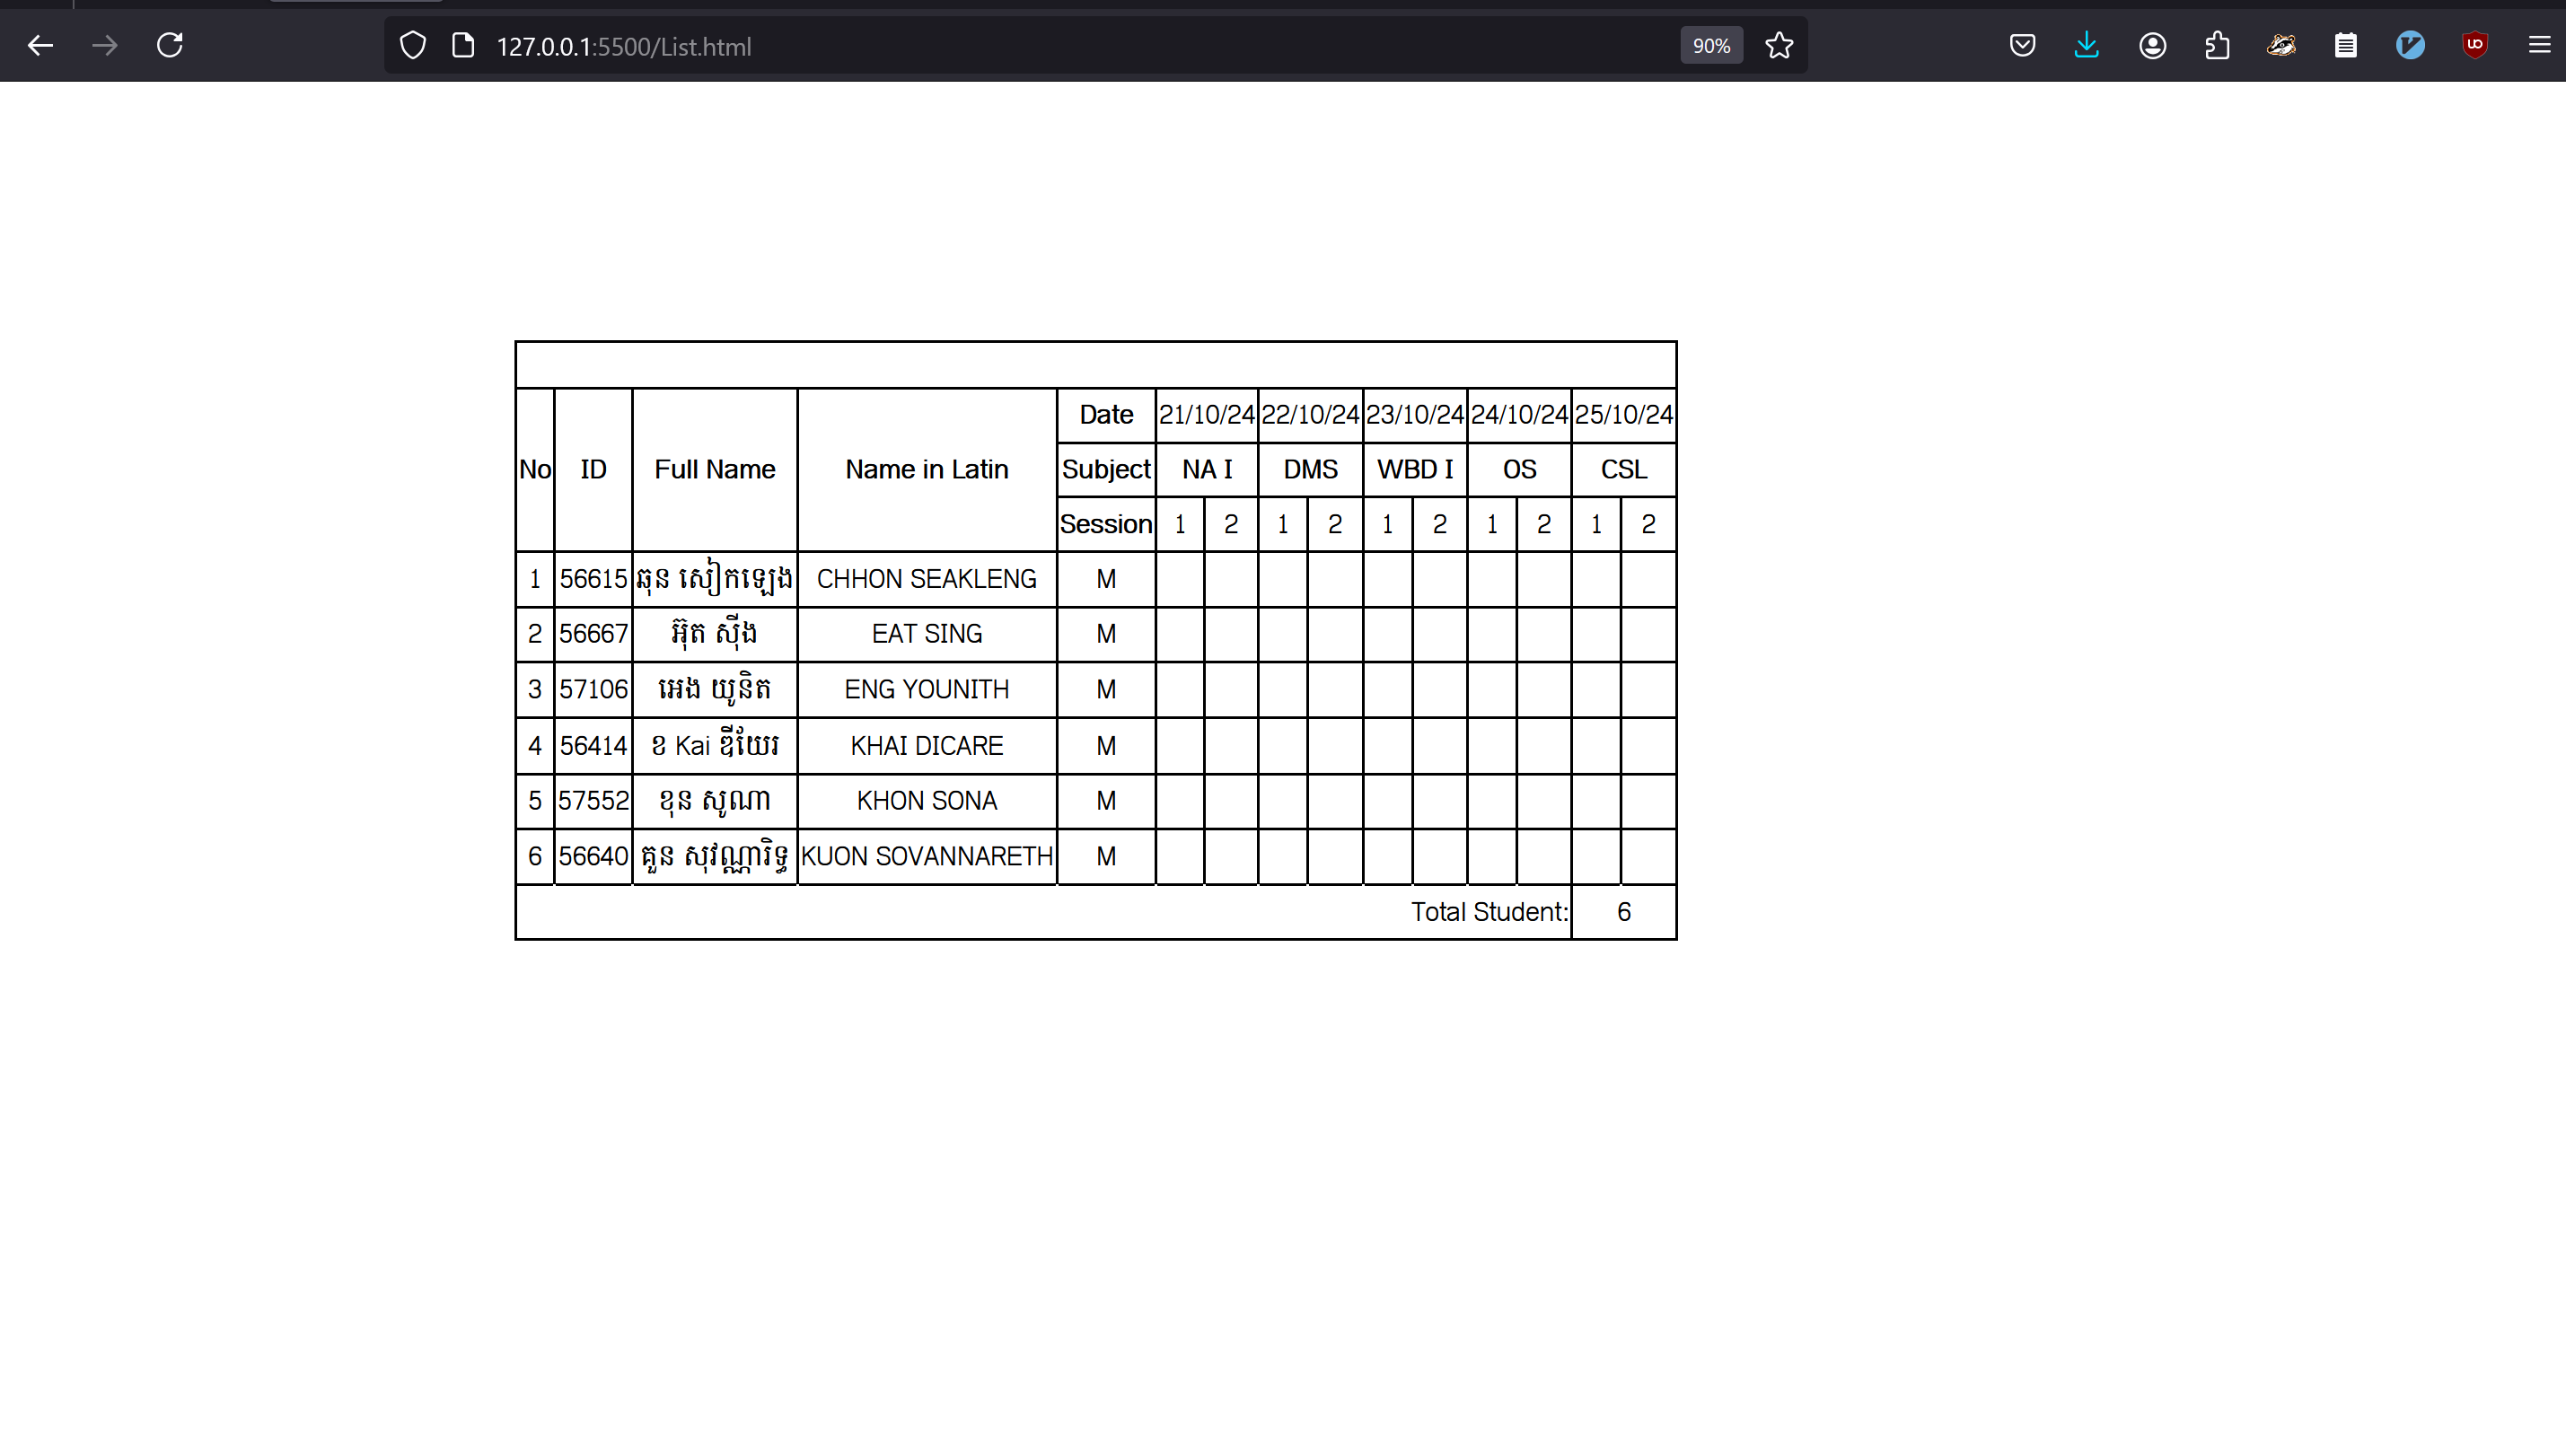 127.0.0.1:5500/List.html 90%
Date 21/10/24 22/10/24 23/10/24 24/10/24 25/10/24
No ID Full Name Name in Latin Subject NA I DMS WBD I OS CSL
Session 1 2 1 2 1 2 1 2 1 2
1 56615 ឆុន សៀកឡេង CHHON SEAKLENG M
2 56667 អ៊ុត ស៊ីង EAT SING M
3 57106 អេង យូនិត ENG YOUNITH M
4 56414 ខ Kai ឌីយែរ KHAI DICARE M
5 57552 ខុន សូណា KHON SONA M
6 56640 គួន សុវណ្ណារិទ្ធ KUON SOVANNARETH M
Total Student: 6